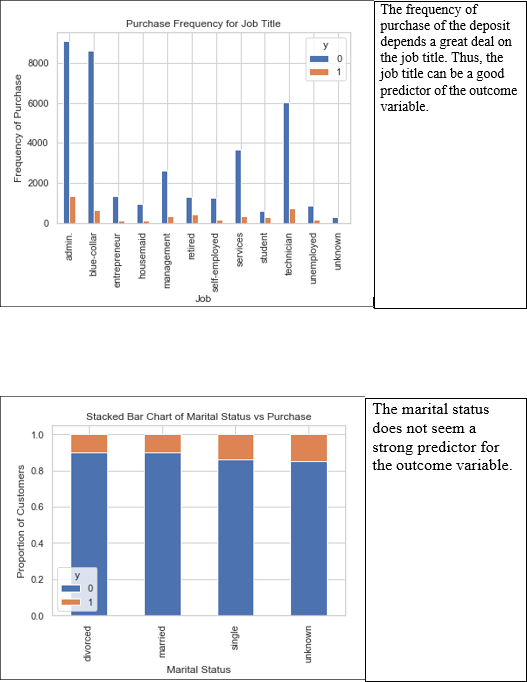 Purchase Frequency for Job Title
y
0
1
Frequency of Purchase
8000
6000
4000
2000
0
admin.
blue-collar
entrepreneur
housemaid
management
retired
self-employed
services
student
technician
unemployed
unknown
Job
The frequency of
purchase of the deposit
depends a great deal on
the job title. Thus, the
job title can be a good
predictor of the outcome
variable.
Stacked Bar Chart of Marital Status vs Purchase
Proportion of Customers
1.0
0.8
0.6
0.4
0.2
0.0
y
0
1
divorced
married
single
unknown
Marital Status
The marital status
does not seem a
strong predictor for
the outcome variable.